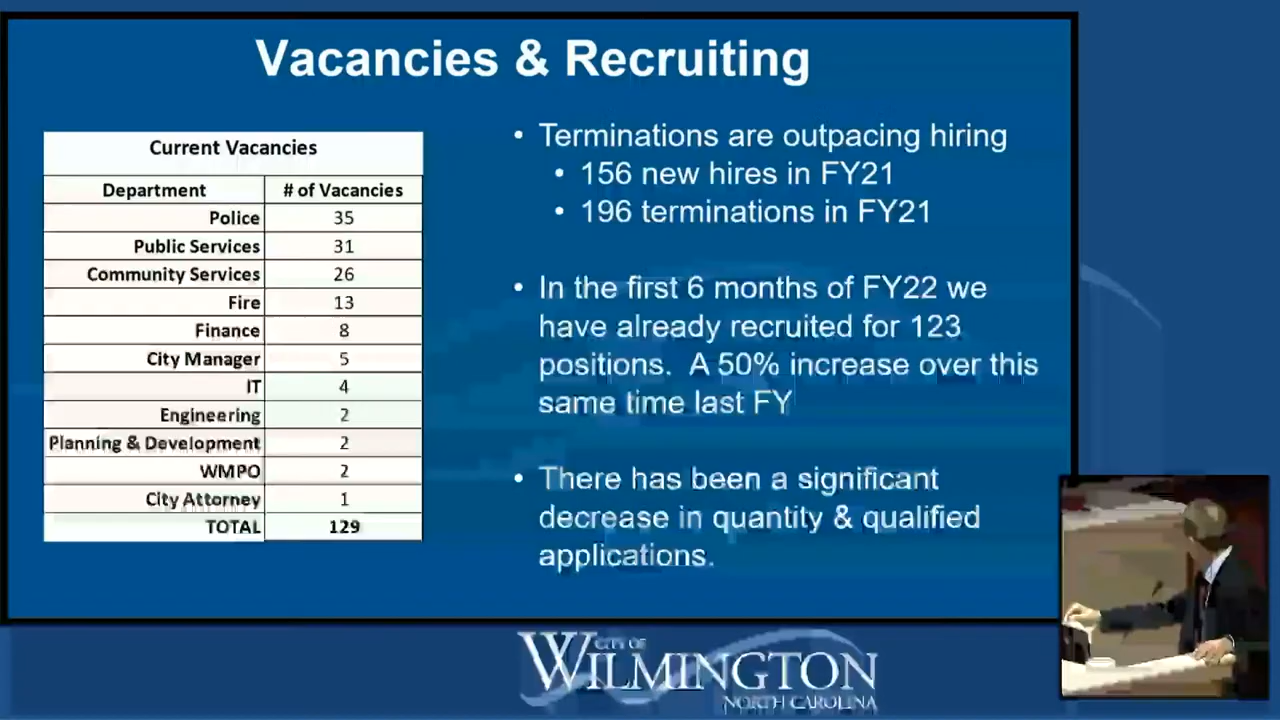 Vacancies & Recruiting
Current Vacancies
Department # of Vacancies
Police 35
Public Services 31
Community Services 26
Fire 13
Finance 8
City Manager 5
IT 4
Engineering 2
Planning & Development 2
WMPO 2
City Attorney 1
TOTAL 129
• Terminations are outpacing hiring
• 156 new hires in FY21
• 196 terminations in FY21
• In the first 6 months of FY22 we
have already recruited for 123
positions. A 50% increase over this
same time last FY
• There has been a significant
decrease in quantity & qualified
applications.
CITY OF
WILMINGTON
NORTH CAROLINA